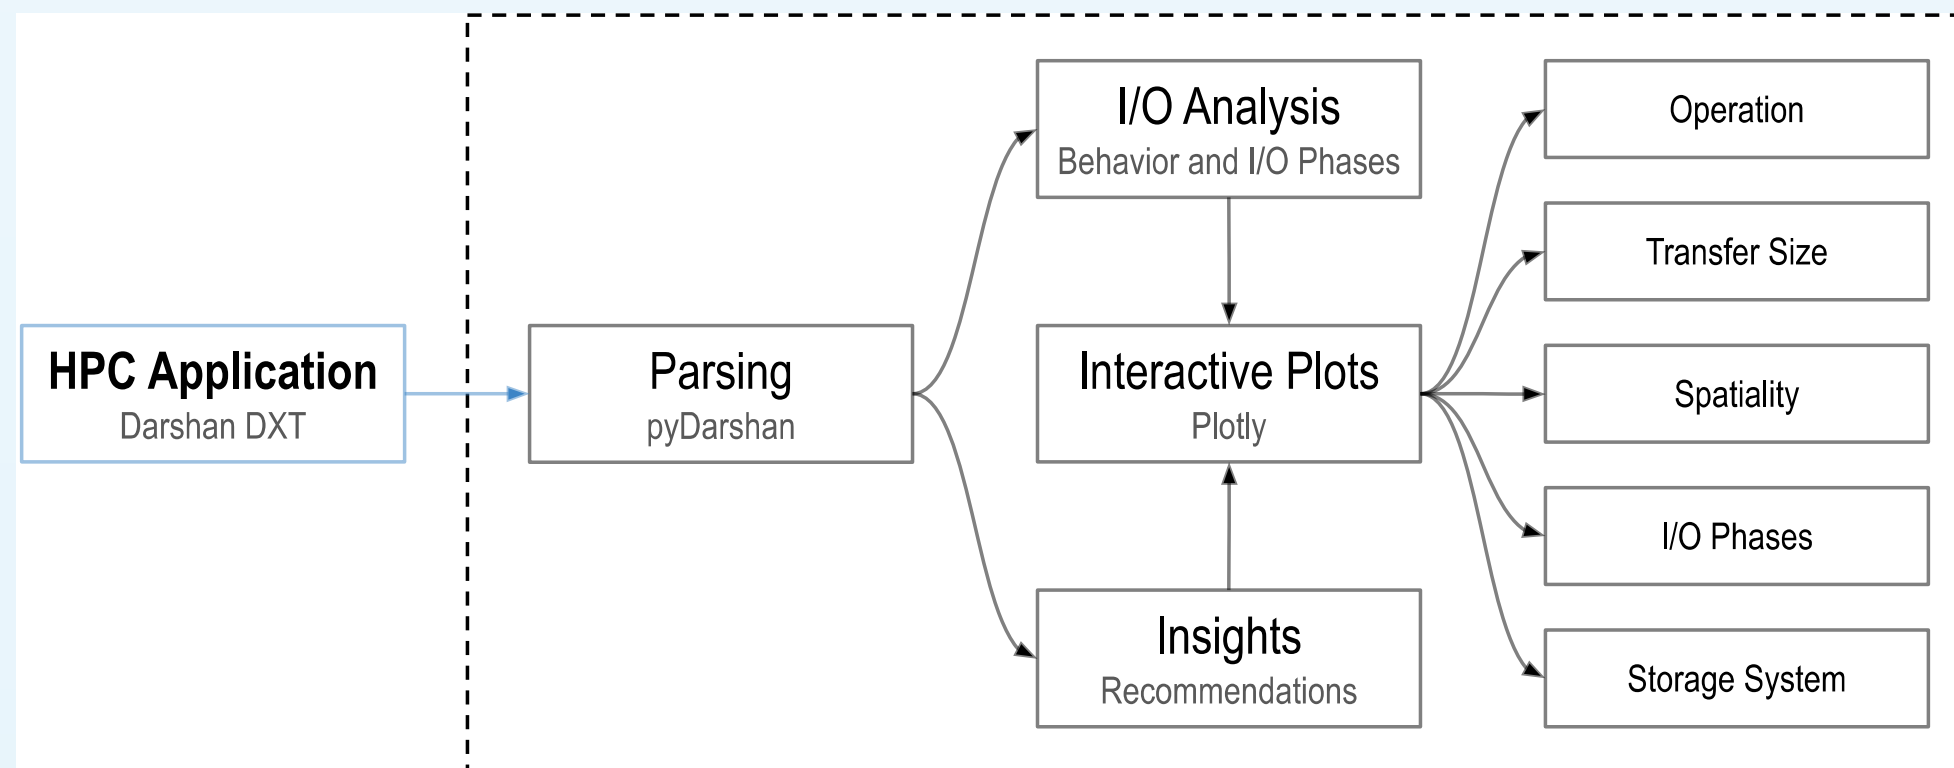 HPC Application
Darshan DXT
Parsing
pyDarshan
I/O Analysis
Behavior and I/O Phases
Interactive Plots
Plotly
Insights
Recommendations
Operation
Transfer Size
Spatiality
I/O Phases
Storage System